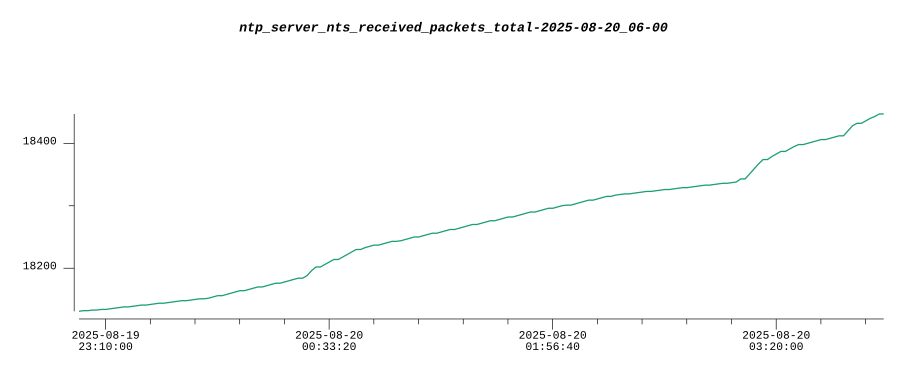 ntp_server_nts_received_packets_total-2025-08-20_06-00
18400
18200
2025-08-19 2025-08-20 2025-08-20 2025-08-20
23:10:00 00:33:20 01:56:40 03:20:00